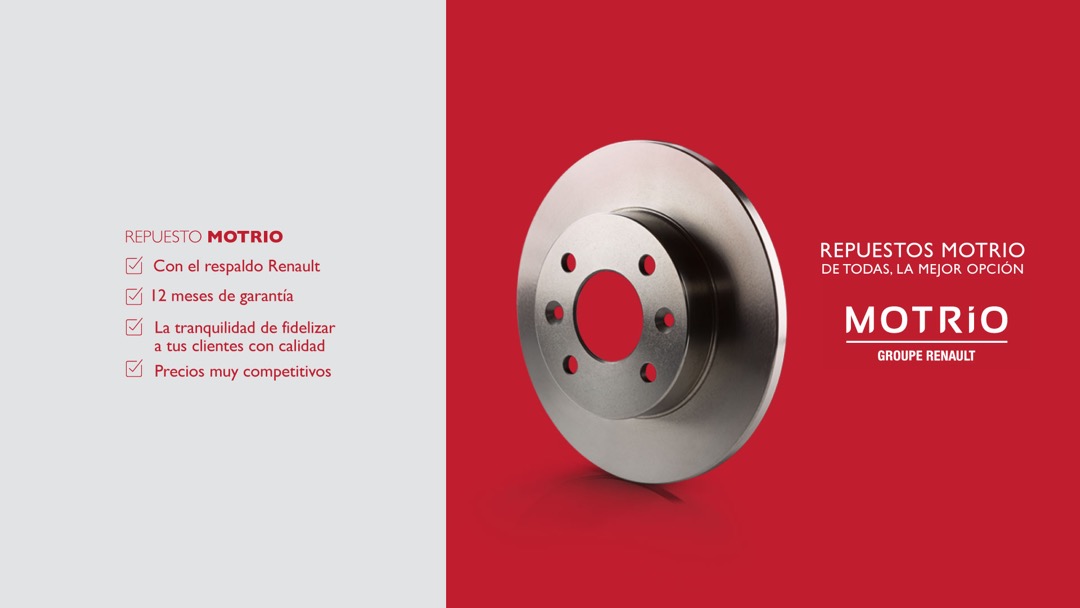 REPUESTO MOTRIO
Con el respaldo Renault
12 meses de garantía
La tranquilidad de fidelizar
a tus clientes con calidad
Precios muy competitivos
REPUESTOS MOTRIO
DE TODAS, LA MEJOR OPCIÓN
MOTRIO
GROUPE RENAULT